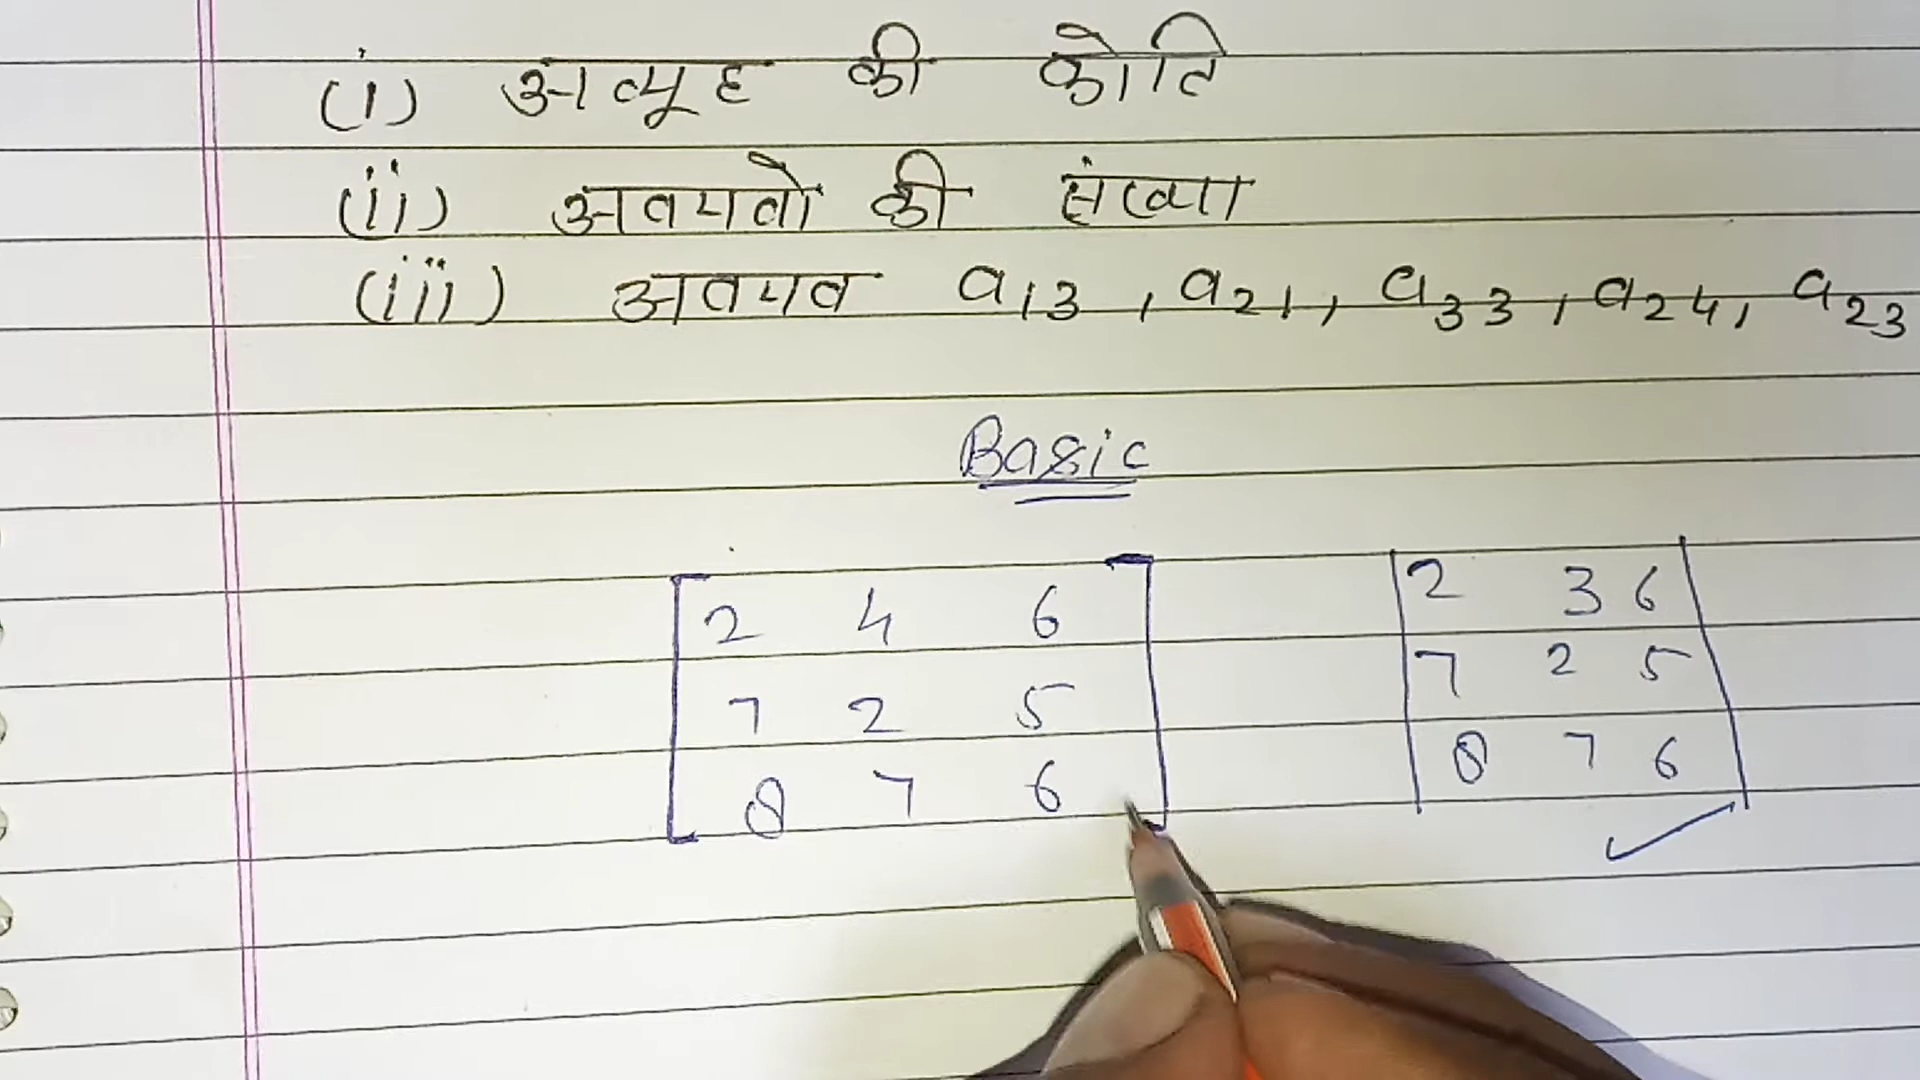 (i) आव्यूह की कोति
(ii) अवयवों की संख्या
(iii) अवयव a13, a21, a33, a24, a23
Basic
2 4 6
7 2 5
8 7 6
2 3 6
7 2 5
8 7 6